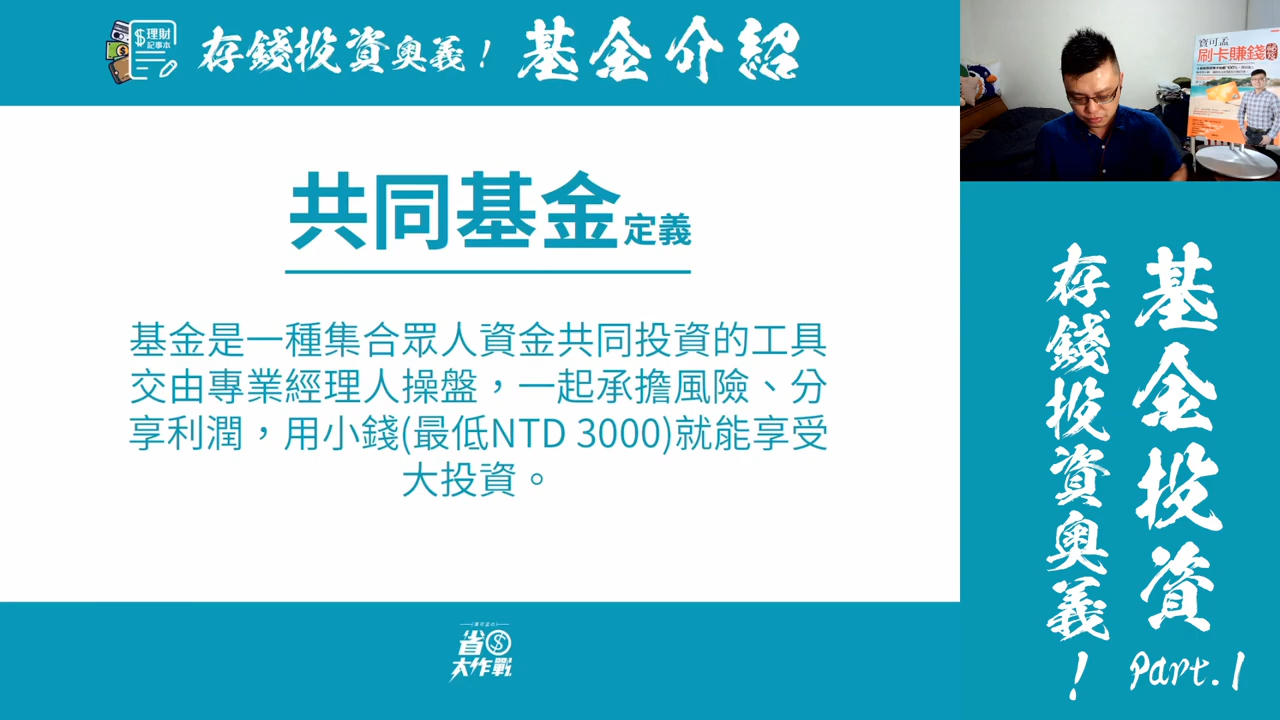 理財
記事本
存錢投資奧義！基金介紹
寶可孟
刷卡賺錢
共同基金定義
基金是一種集合眾人資金共同投資的工具
交由專業經理人操盤，一起承擔風險、分
享利潤，用小錢(最低NTD 3000)就能享受
大投資。
基金投資 Part.1
存錢投資奧義！
省
大作戰